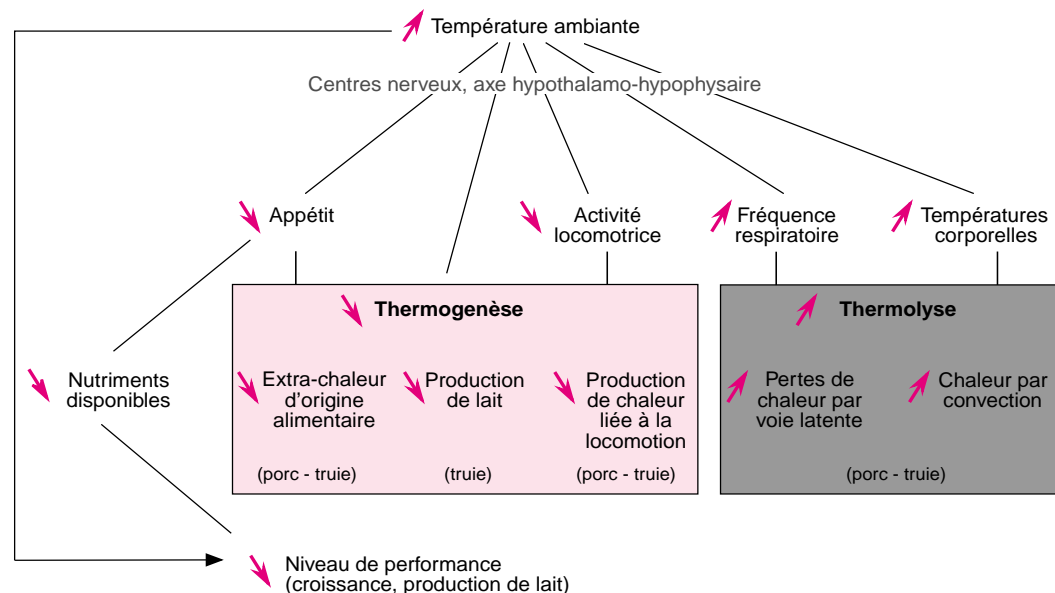 Température ambiante
Centres nerveux, axe hypothalamo-hypophysaire
Appétit
Activité
locomotrice
Fréquence
respiratoire
Températures
corporelles
Thermogenèse
Thermolyse
Nutriments
disponibles
Extra-chaleur
d'origine
alimentaire
Production
de lait
Production
de chaleur
liée à la
locomotion
Pertes de
chaleur par
voie latente
Chaleur par
convection
(porc - truie)
(truie)
(porc - truie)
(porc - truie)
Niveau de performance
(croissance, production de lait)